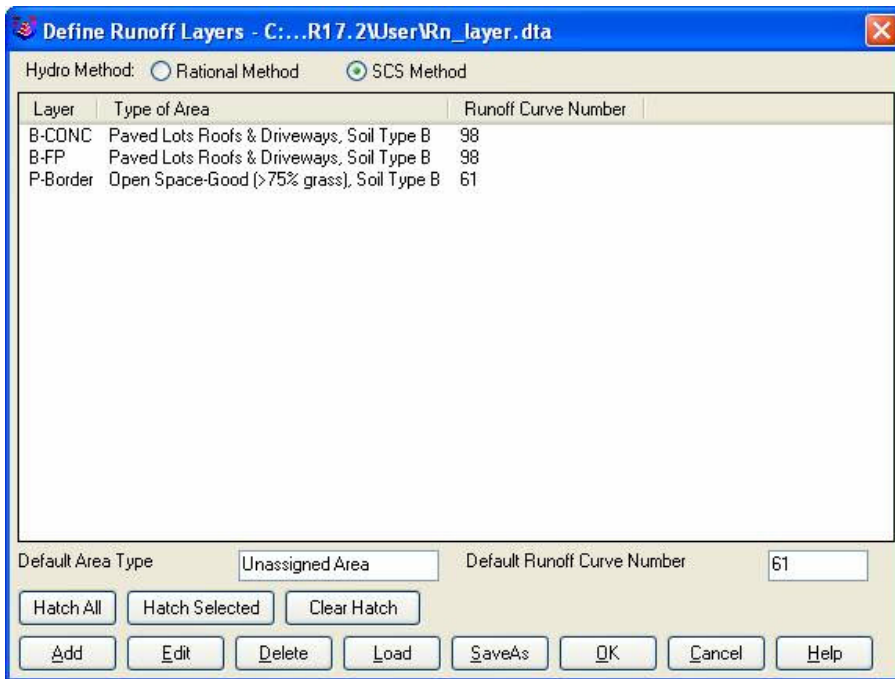 Define Runoff Layers - C:...R17.2\User\Rn_layer.dta
Hydro Method: Rational Method SCS Method
Layer Type of Area Runoff Curve Number
B-CONC Paved Lots Roofs & Driveways, Soil Type B 98
B-FP Paved Lots Roofs & Driveways, Soil Type B 98
P-Border Open Space-Good (>75% grass), Soil Type B 61
Default Area Type Unassigned Area Default Runoff Curve Number 61
Hatch All Hatch Selected Clear Hatch
Add Edit Delete Load SaveAs OK Cancel Help